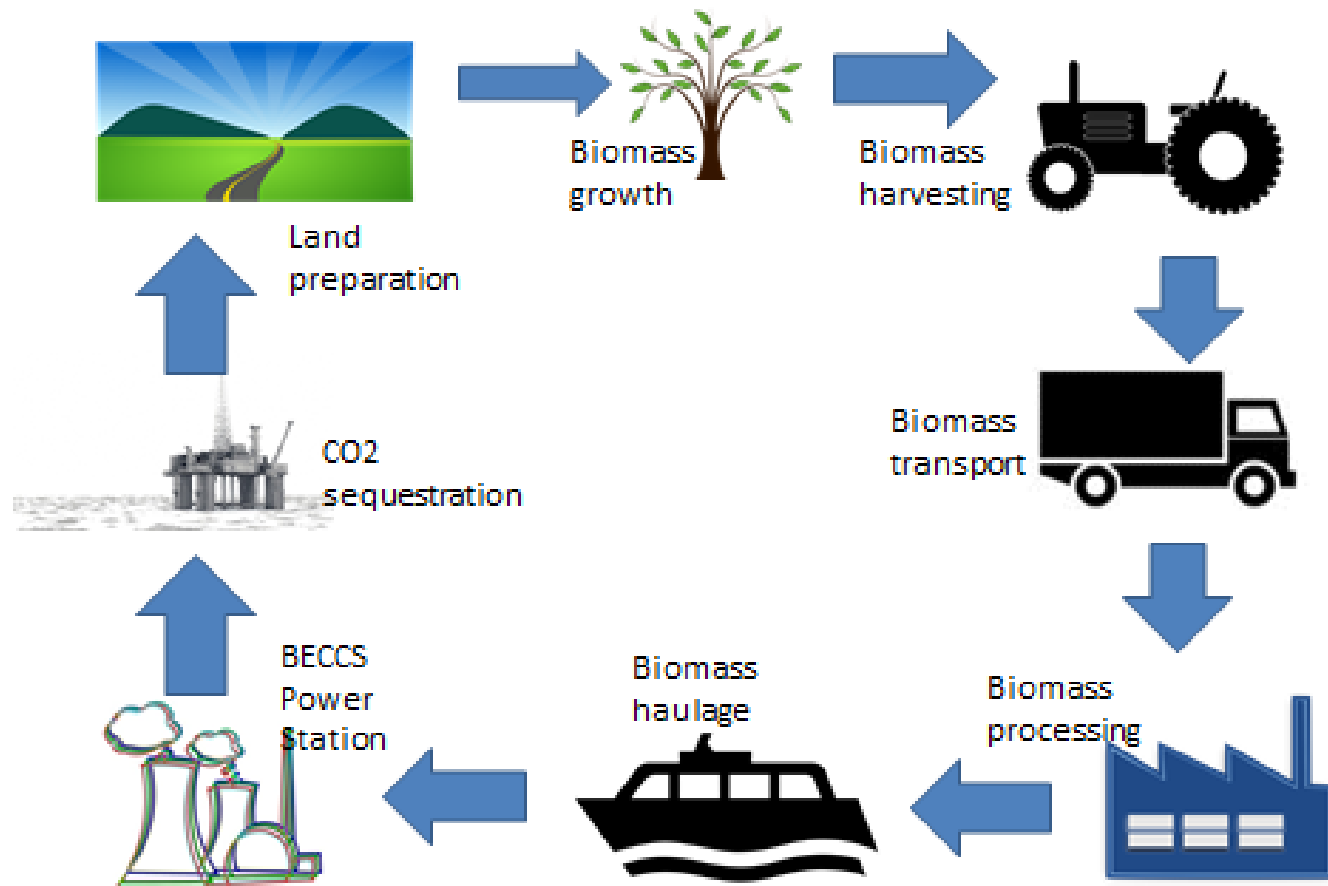 Biomass
growth
Biomass
harvesting
Land
preparation
Biomass
transport
CO2
sequestration
BECCS
Power
Station
Biomass
haulage
Biomass
processing